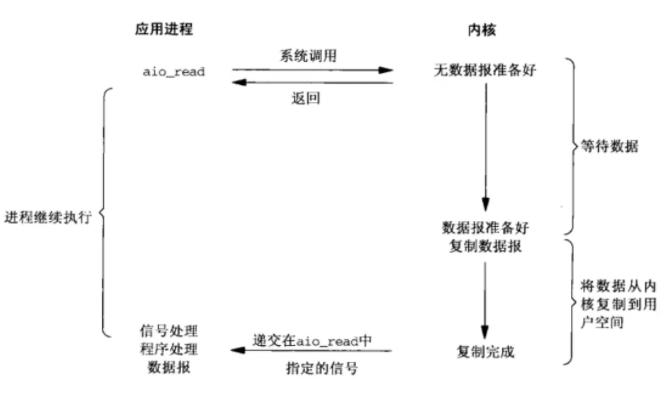 应用进程
内核
系统调用
aio_read
无数据报准备好
返回
等待数据
进程继续执行
数据报准备好
复制数据报
将数据从内
核复制到用
户空间
信号处理
程序处理
数据报
递交在aio_read中
指定的信号
复制完成